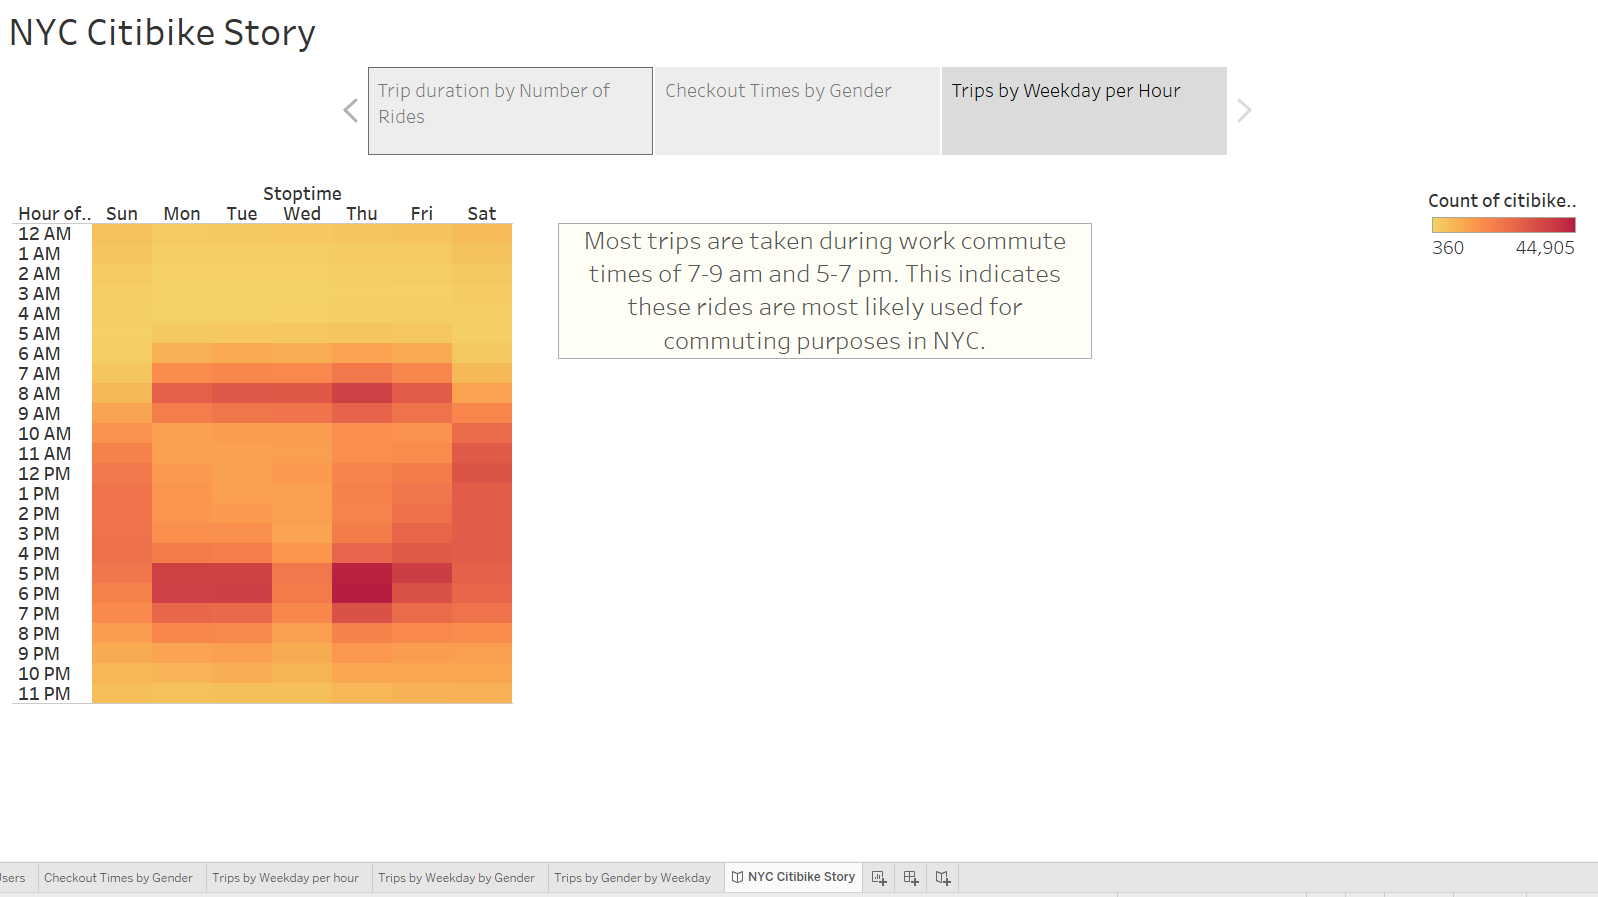 NYC Citibike Story
Trip duration by Number of
Rides
Checkout Times by Gender
Trips by Weekday per Hour
Stoptime
Hour of.. Sun Mon Tue Wed Thu Fri Sat
12 AM
1 AM
2 AM
3 AM
4 AM
5 AM
6 AM
7 AM
8 AM
9 AM
10 AM
11 AM
12 PM
1 PM
2 PM
3 PM
4 PM
5 PM
6 PM
7 PM
8 PM
9 PM
10 PM
11 PM
Most trips are taken during work commute
times of 7-9 am and 5-7 pm. This indicates
these rides are most likely used for
commuting purposes in NYC.
Count of citibike..
360 44,905
Checkout Times by Gender
Trips by Weekday per hour
Trips by Weekday by Gender
Trips by Gender by Weekday
NYC Citibike Story